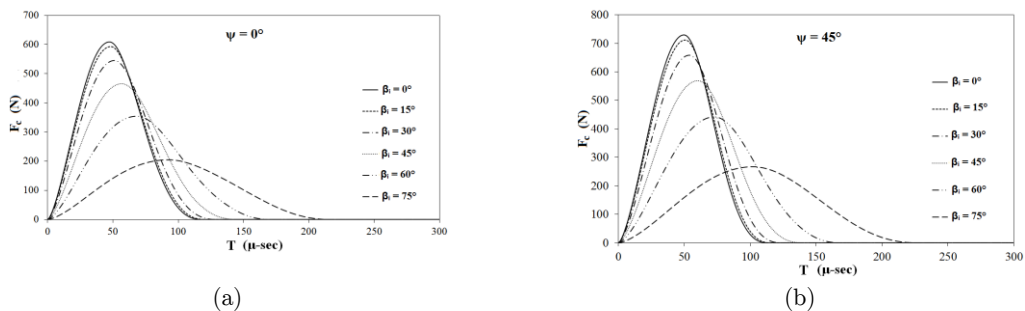 700
600
500
400
300
200
100
0
F_c (N)
ψ = 0°
βᵢ = 0°
βᵢ = 15°
βᵢ = 30°
βᵢ = 45°
βᵢ = 60°
βᵢ = 75°
0 50 100 150 200 250 300
T (μ-sec)
(a)
800
700
600
500
400
300
200
100
0
F_c (N)
ψ = 45°
βᵢ = 0°
βᵢ = 15°
βᵢ = 30°
βᵢ = 45°
βᵢ = 60°
βᵢ = 75°
0 50 100 150 200 250 300
T (μ-sec)
(b)